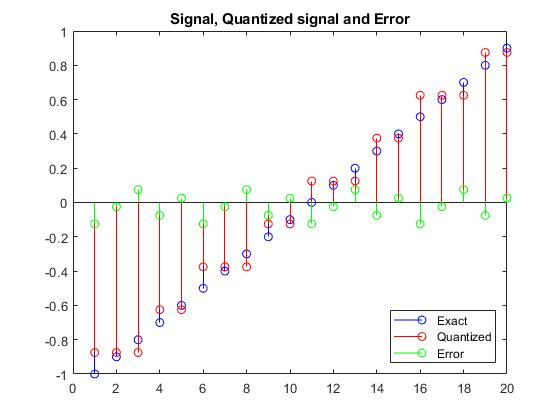 Signal, Quantized signal and Error
1
0.8
0.6
0.4
0.2
0
-0.2
-0.4
-0.6
-0.8
-1
0 2 4 6 8 10 12 14 16 18 20
Exact
Quantized
Error